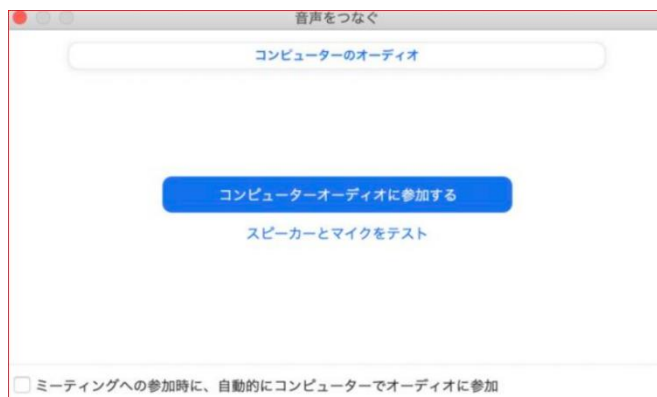 音声をつなぐ
コンピューターのオーディオ
コンピューターオーディオに参加する
スピーカーとマイクをテスト
ミーティングへの参加時に、自動的にコンピューターでオーディオに参加